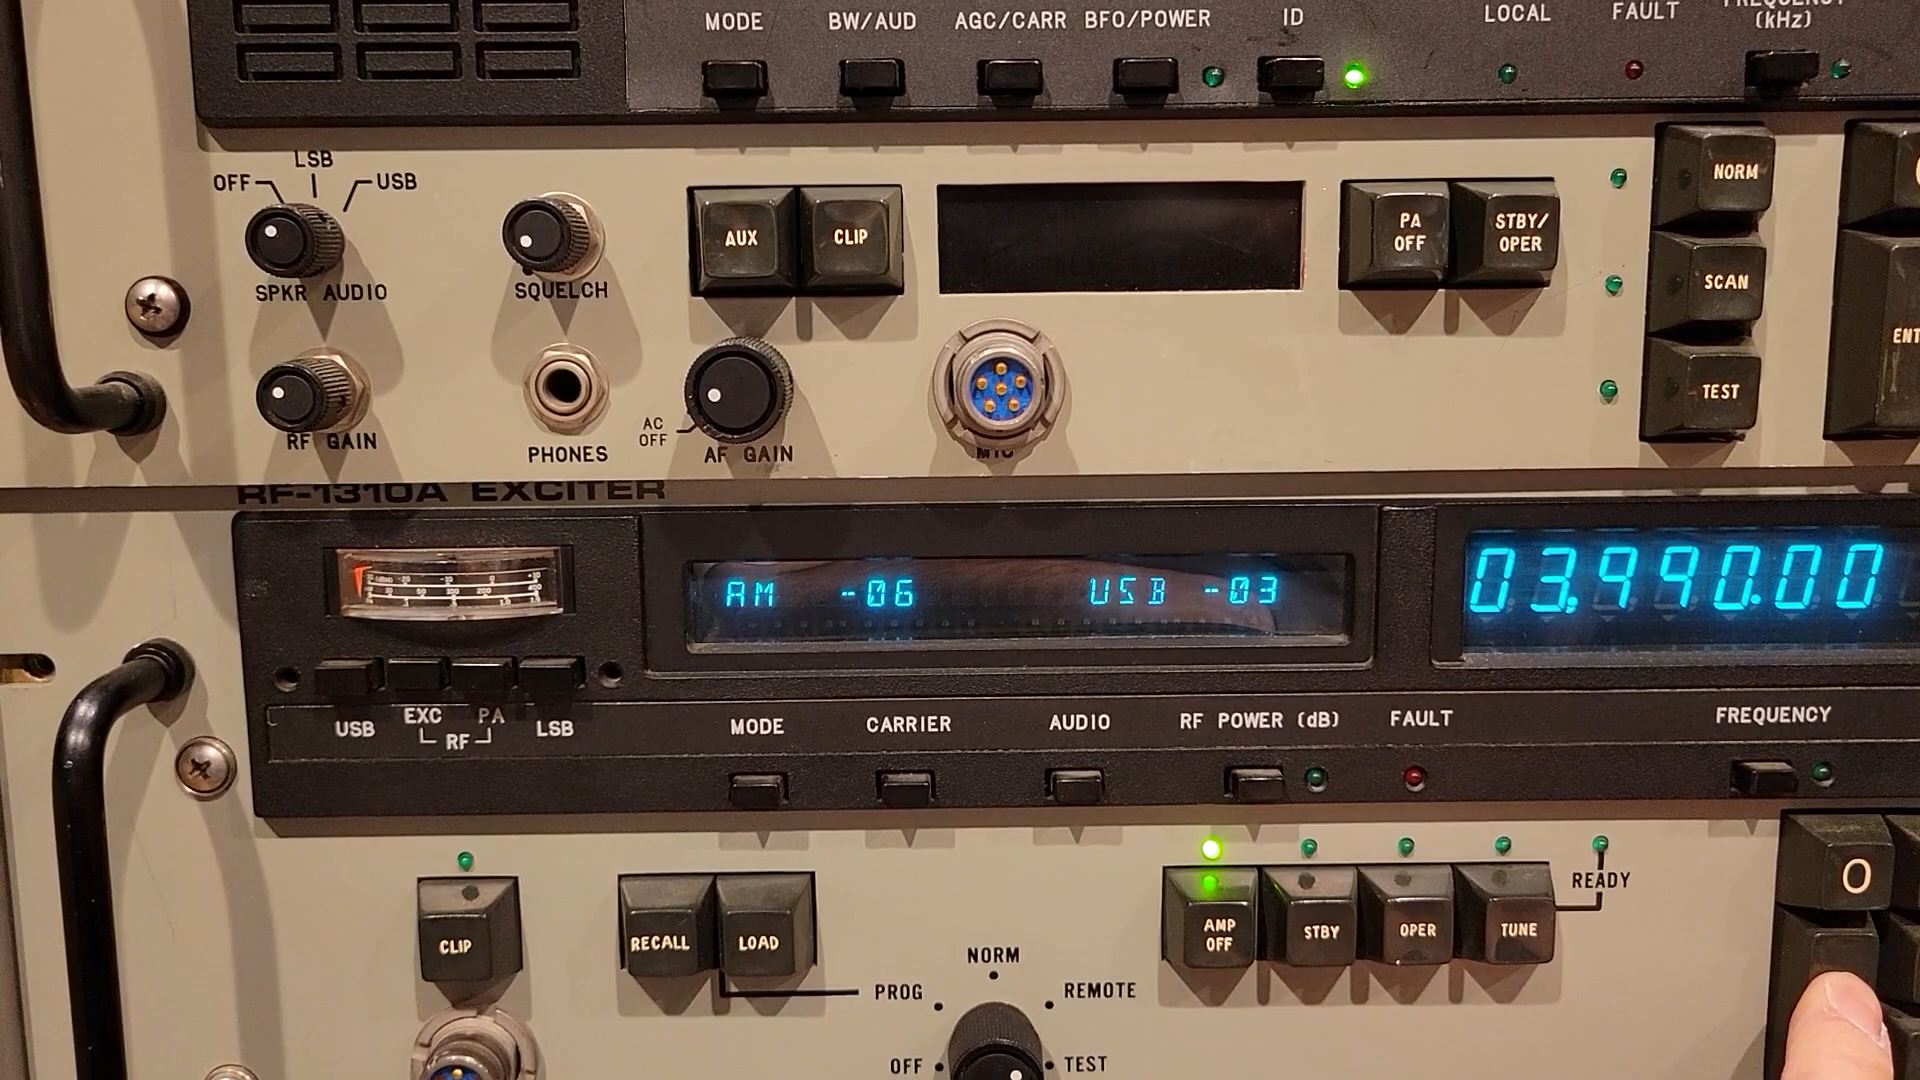 MODE BW/AUD AGC/CARR BFO/POWER ID LOCAL FAULT FREQUENCY
(kHz)
OFF LSB USB
SPKR AUDIO
SQUELCH
AUX CLIP
PA
OFF
STBY/
OPER
NORM
SCAN
TEST
RF GAIN
PHONES
AC
OFF
AF GAIN
MIC
RF-1310A EXCITER
AM -06 USB -03
03.990.00
USB EXC PA LSB
RF
MODE CARRIER AUDIO RF POWER (dB) FAULT FREQUENCY
CLIP
RECALL LOAD
AMP
OFF
STBY OPER TUNE
READY
0
NORM
PROG REMOTE
OFF TEST